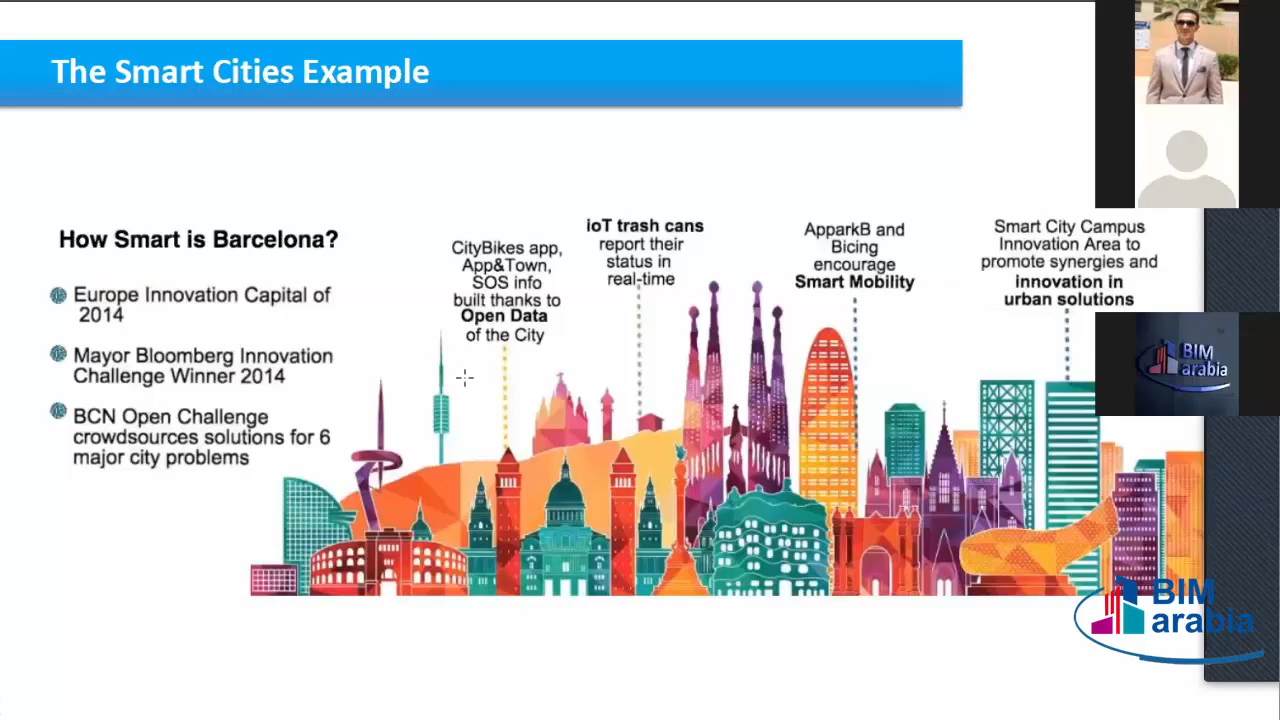 The Smart Cities Example
How Smart is Barcelona?
Europe Innovation Capital of
2014
Mayor Bloomberg Innovation
Challenge Winner 2014
BCN Open Challenge
crowdsources solutions for 6
major city problems
CityBikes app,
App&Town,
SOS info
built thanks to
Open Data
of the City
ioT trash cans
report their
status in
real-time
ApparkB and
Bicing
encourage
Smart Mobility
Smart City Campus
Innovation Area to
promote synergies and
innovation in
urban solutions
BIM
arabia
BIM
arabia